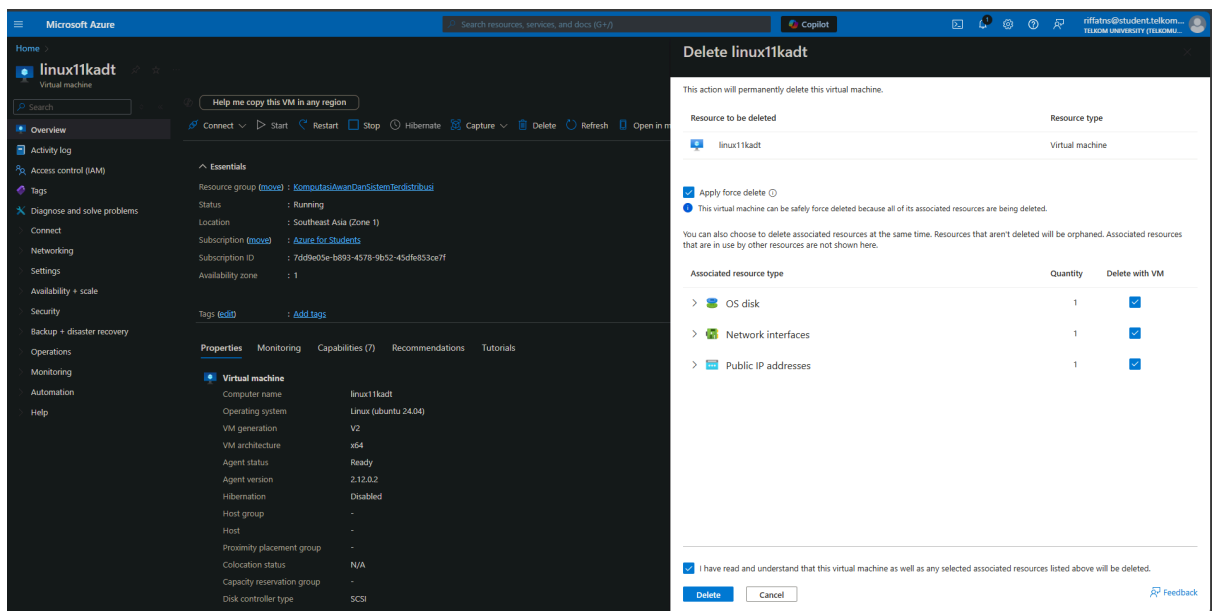 Microsoft Azure
Search resources, services, and docs (G+/)
Copilot
riffatns@student.telkom...
TELKOM UNIVERSITY (TELKOMU...
Home
linux11kadt
Virtual machine
Search
Overview
Activity log
Access control (IAM)
Tags
Diagnose and solve problems
Connect
Networking
Settings
Availability + scale
Security
Backup + disaster recovery
Operations
Monitoring
Automation
Help
Help me copy this VM in any region
Connect Start Restart Stop Hibernate Capture Delete Refresh Open in m
Essentials
Resource group (move) : KomputasiAwanDanSistemTerdistribusi
Status : Running
Location : Southeast Asia (Zone 1)
Subscription (move) : Azure for Students
Subscription ID : 7dd9e05e-b893-4578-9b52-45dfe853ce7f
Availability zone : 1
Tags (edit) : Add tags
Properties Monitoring Capabilities (7) Recommendations Tutorials
Virtual machine
Computer name linux11kadt
Operating system Linux (ubuntu 24.04)
VM generation V2
VM architecture x64
Agent status Ready
Agent version 2.12.0.2
Hibernation Disabled
Host group -
Host -
Proximity placement group -
Colocation status N/A
Capacity reservation group -
Disk controller type SCSI
Delete linux11kadt
This action will permanently delete this virtual machine.
Resource to be deleted Resource type
linux11kadt Virtual machine
Apply force delete
This virtual machine can be safely force deleted because all of its associated resources are being deleted.
You can also choose to delete associated resources at the same time. Resources that aren't deleted will be orphaned. Associated resources
that are in use by other resources are not shown here.
Associated resource type Quantity Delete with VM
OS disk 1
Network interfaces 1
Public IP addresses 1
I have read and understand that this virtual machine as well as any selected associated resources listed above will be deleted.
Delete Cancel
Feedback